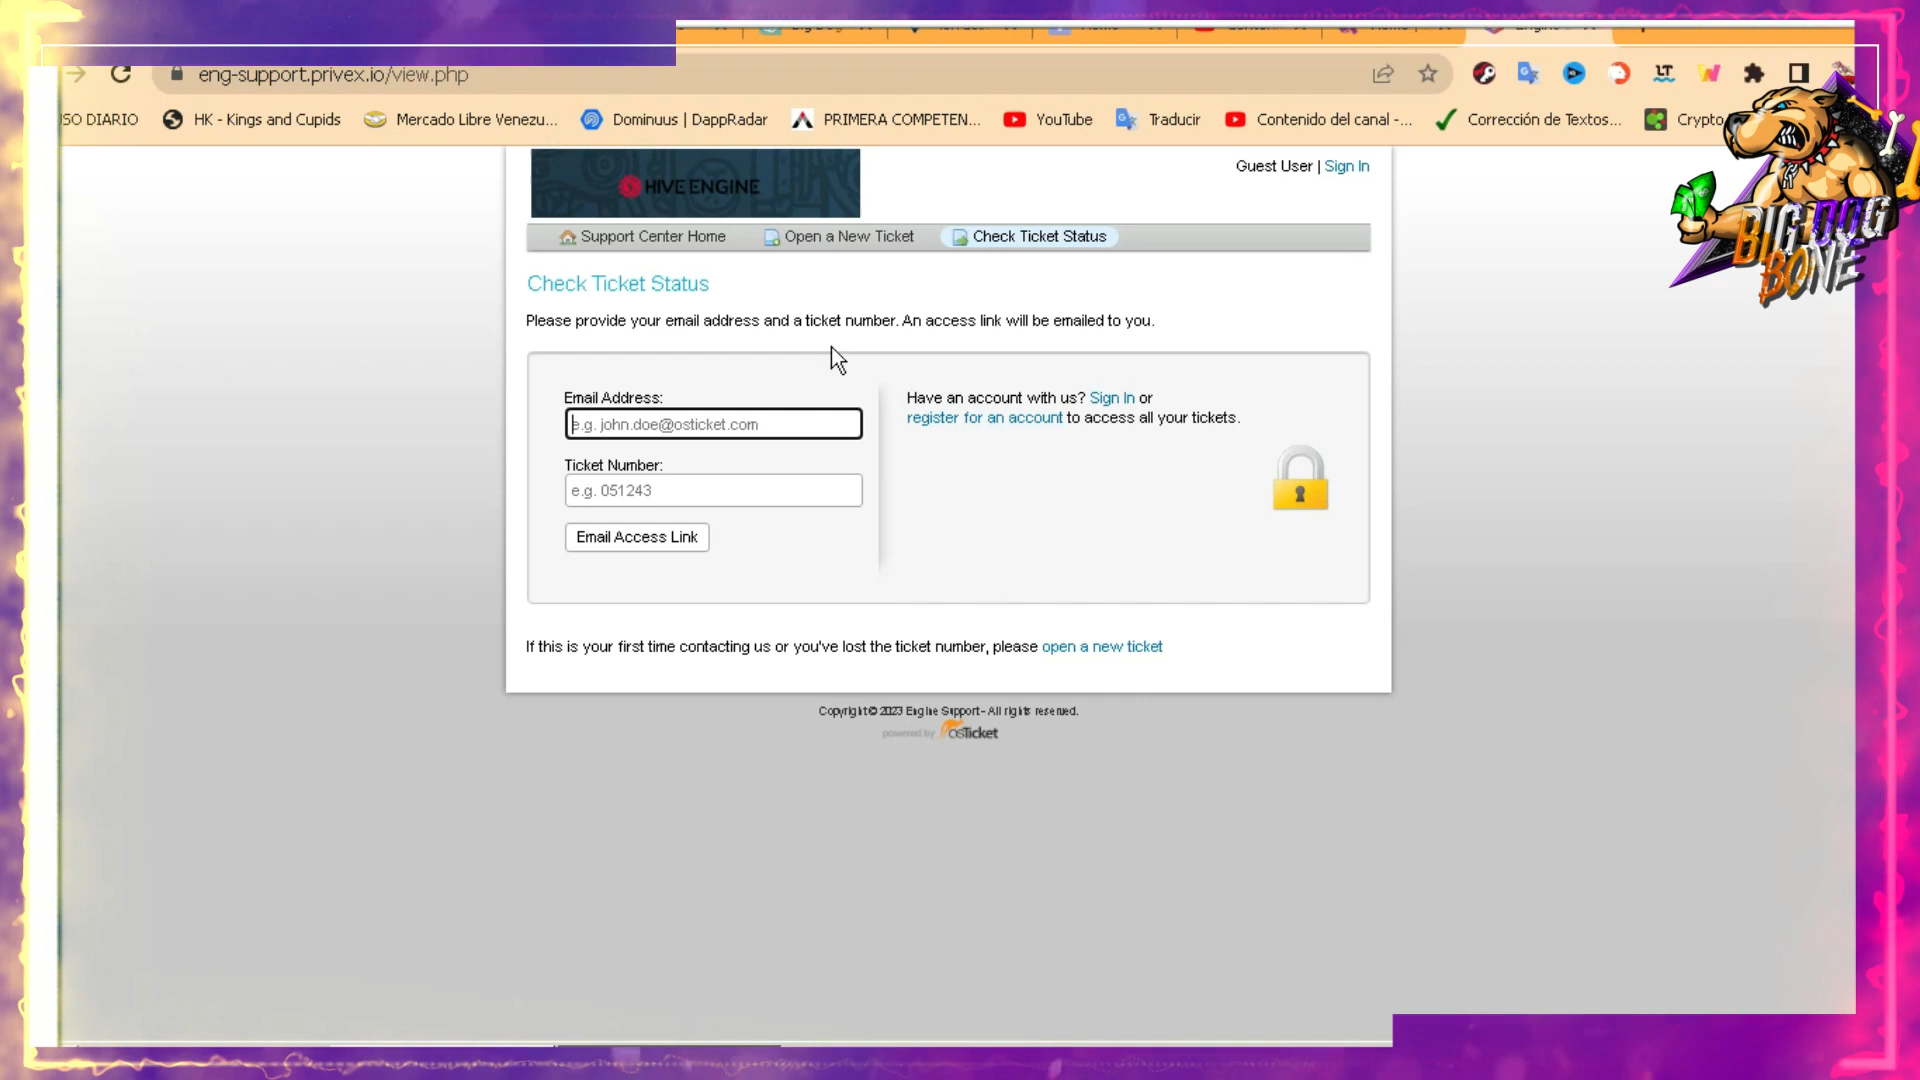 eng-support.privex.io/view.php
LT
ISO DIARIO HK - Kings and Cupids Mercado Libre Venezu... Dominuus | DappRadar PRIMERA COMPETEN... YouTube Traducir Contenido del canal -... Corrección de Textos... Crypto
BIG DOG
BIG
BONE
HIVE ENGINE
Guest User | Sign In
Support Center Home Open a New Ticket Check Ticket Status
Check Ticket Status
Please provide your email address and a ticket number. An access link will be emailed to you.
Email Address:
e.g. john.doe@osticket.com
Ticket Number:
e.g. 051243
Email Access Link
Have an account with us? Sign In or
register for an account to access all your tickets.
If this is your first time contacting us or you've lost the ticket number, please open a new ticket
Copyright © 2023 Engine Support - All rights reserved.
powered by osTicket